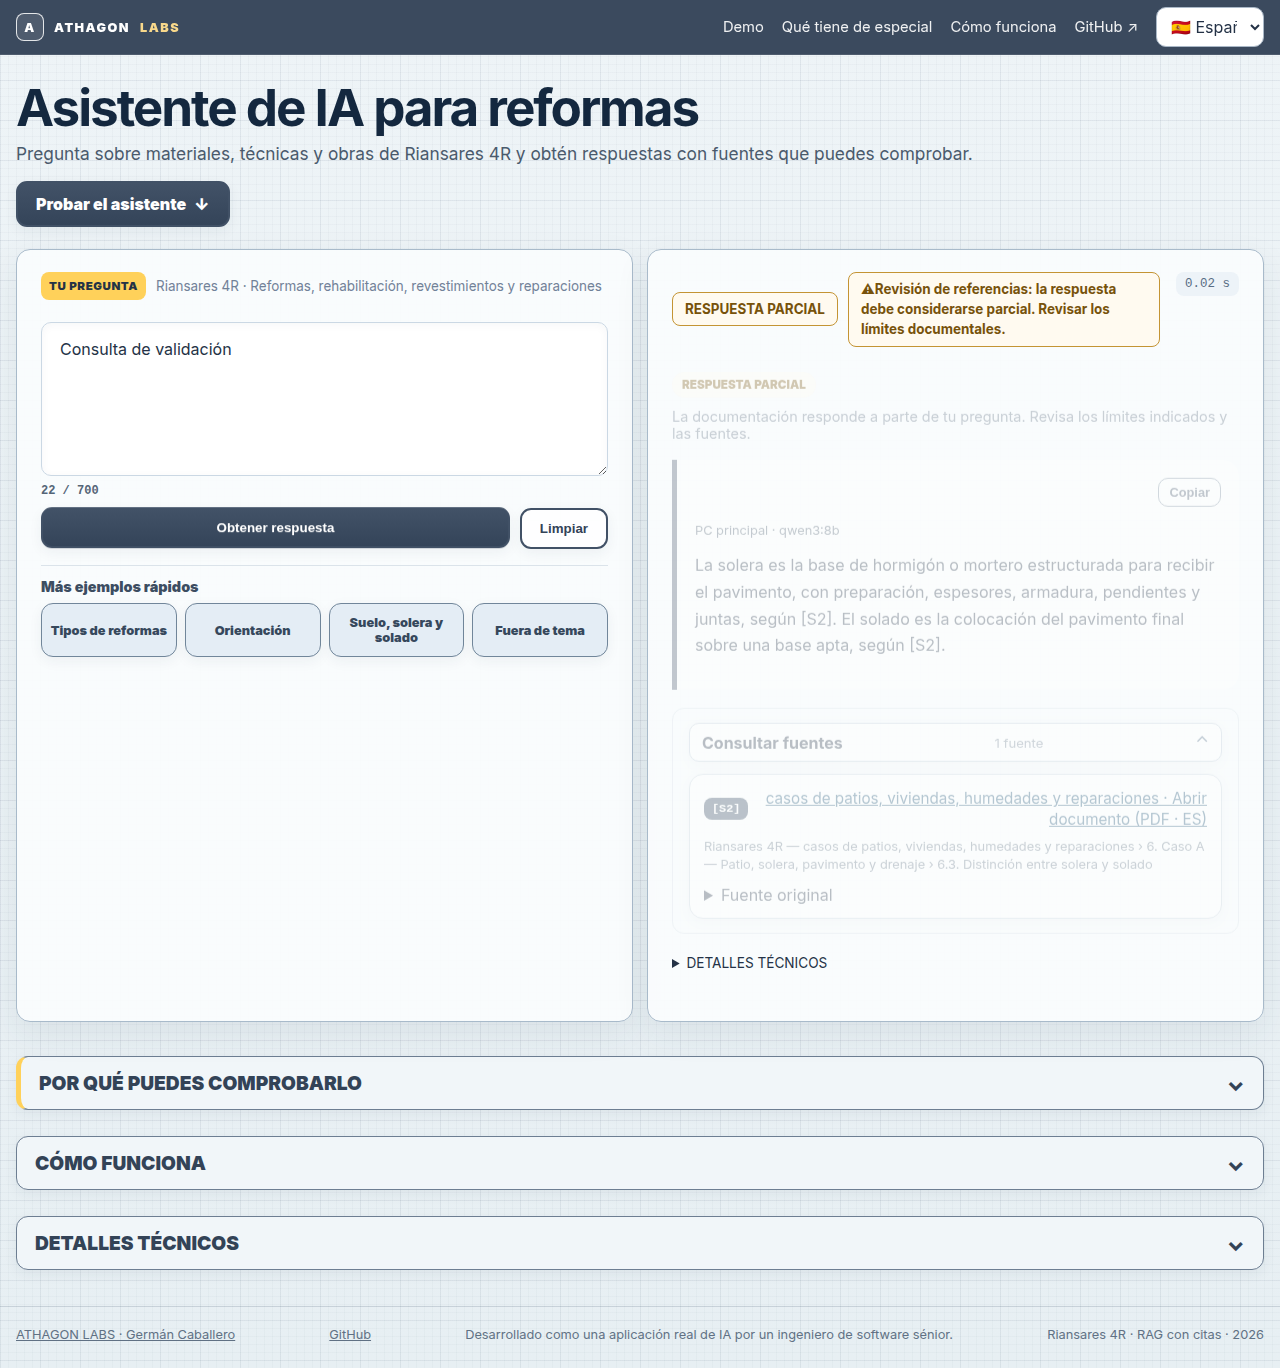 A ATHAGON LABS
Demo Qué tiene de especial Cómo funciona GitHub ↗ 🇪🇸 Españ
Asistente de IA para reformas
Pregunta sobre materiales, técnicas y obras de Riansares 4R y obtén respuestas con fuentes que puedes comprobar.
Probar el asistente ↓
TU PREGUNTA Riansares 4R · Reformas, rehabilitación, revestimientos y reparaciones
Consulta de validación
22 / 700
Obtener respuesta Limpiar
Más ejemplos rápidos
Tipos de reformas
Orientación
Suelo, solera y
solado
Fuera de tema
RESPUESTA PARCIAL
⚠Revisión de referencias: la respuesta
debe considerarse parcial. Revisar los
límites documentales.
0.02 s
RESPUESTA PARCIAL
La documentación responde a parte de tu pregunta. Revisa los límites indicados y
las fuentes.
Copiar
PC principal · qwen3:8b
La solera es la base de hormigón o mortero estructurada para recibir
el pavimento, con preparación, espesores, armadura, pendientes y
juntas, según [S2]. El solado es la colocación del pavimento final
sobre una base apta, según [S2].
Consultar fuentes 1 fuente
[S2] casos de patios, viviendas, humedades y reparaciones · Abrir
documento (PDF · ES)
Riansares 4R — casos de patios, viviendas, humedades y reparaciones › 6. Caso A
— Patio, solera, pavimento y drenaje › 6.3. Distinción entre solera y solado
▶ Fuente original
▶ DETALLES TÉCNICOS
POR QUÉ PUEDES COMPROBARLO
CÓMO FUNCIONA
DETALLES TÉCNICOS
ATHAGON LABS · Germán Caballero GitHub Desarrollado como una aplicación real de IA por un ingeniero de software sénior. Riansares 4R · RAG con citas · 2026